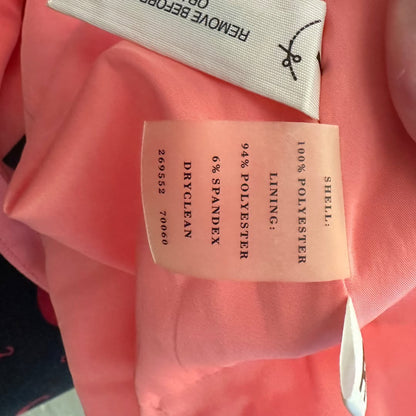 REMOVE BEFORE
SHELL:
100% POLYESTER
LINING:
94% POLYESTER
6% SPANDEX
DRYCLEAN
269552 70060